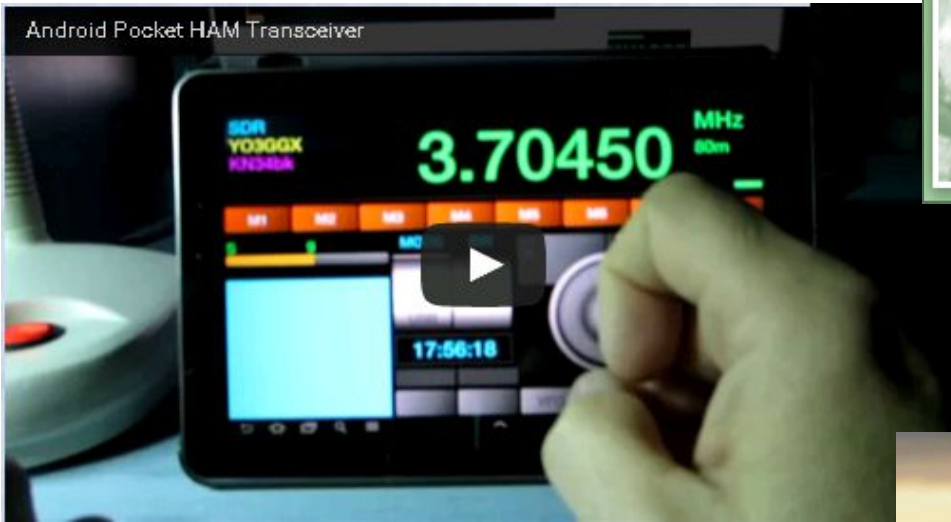 Android Pocket HAM Transceiver
SDR
YO3GGX
KN34bk
3.70450
MHz
80m
M1 M2 M3 M4 M5 M6
S 9
17:56:18